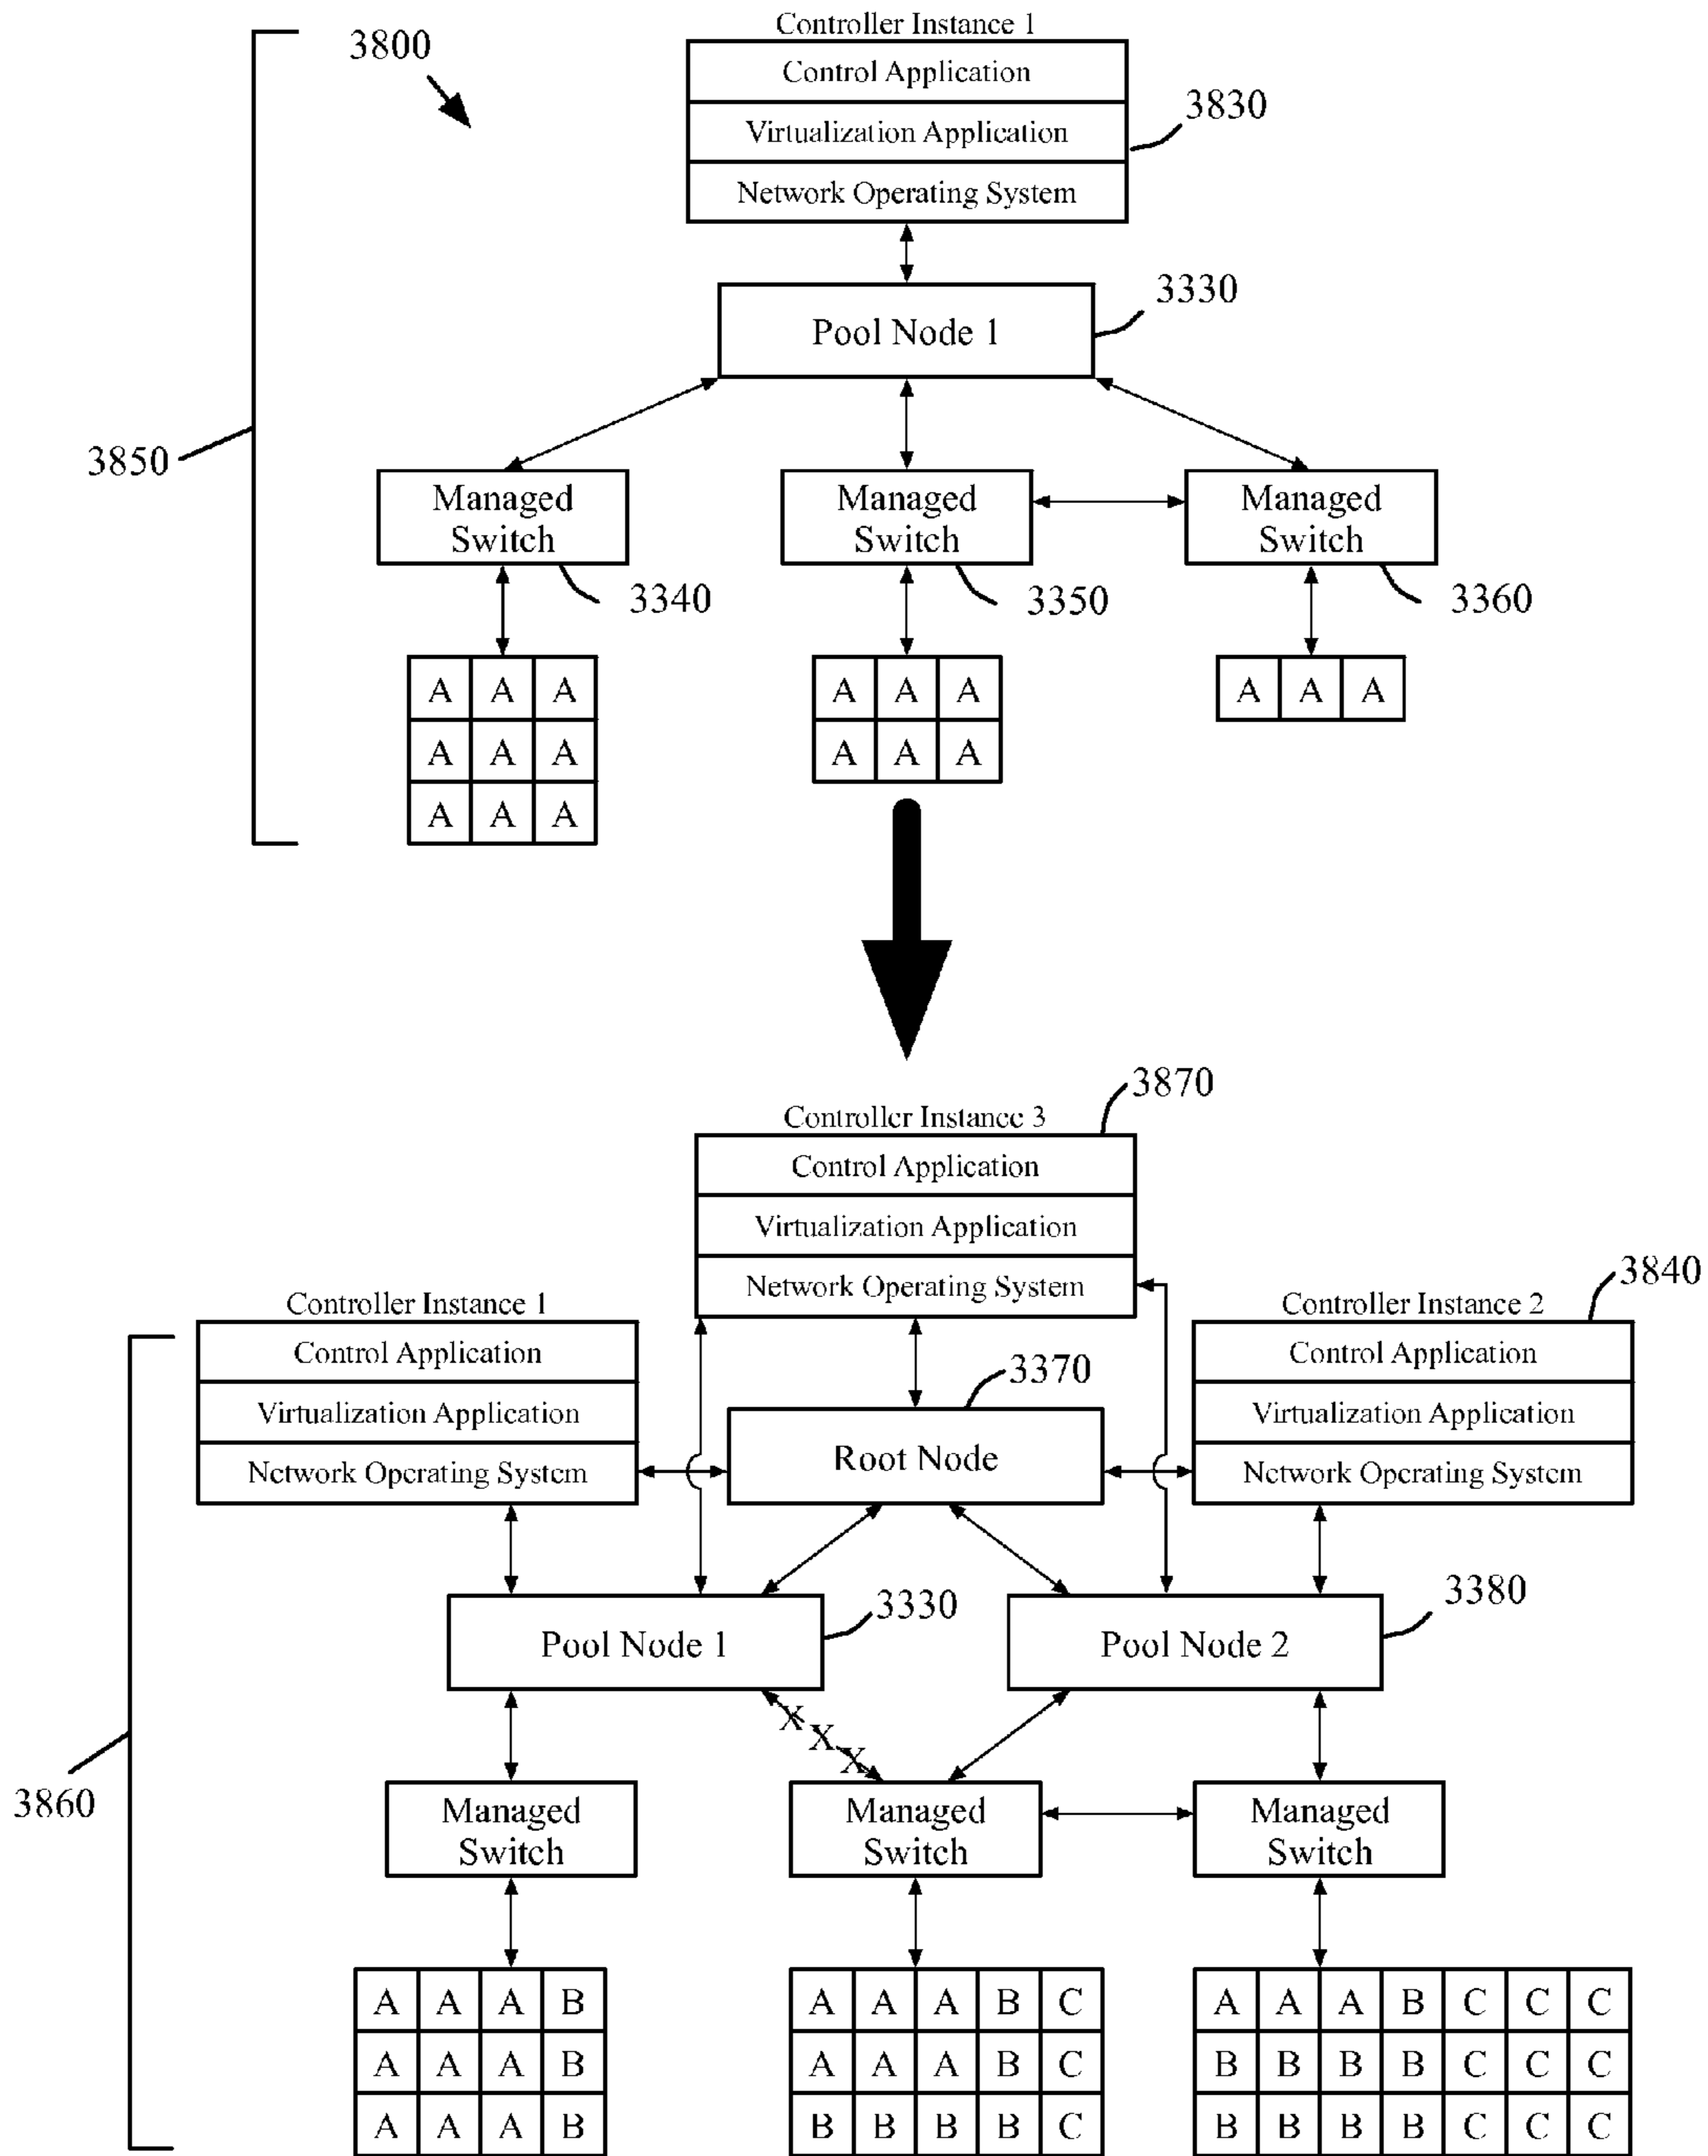 Controller Instance 1
3800
Control Application
3830
Virtualization Application
Network Operating System
3330
Pool Node 1
3850
Managed
Switch
Managed
Switch
Managed
Switch
3340
3350
3360
A A A
A A A
A A A
A A A
A A A
A A A
3870
Controller Instance 3
Control Application
Virtualization Application
Network Operating System
3840
Controller Instance 1
Control Application
Virtualization Application
Network Operating System
3370
Root Node
Controller Instance 2
Control Application
Virtualization Application
Network Operating System
3330
3380
Pool Node 1
Pool Node 2
X
X
X
3860
Managed
Switch
Managed
Switch
Managed
Switch
A A A B
A A A B
A A A B
A A A B C
A A A B C
B B B B C
A A A B C C C
B B B B C C C
B B B B C C C